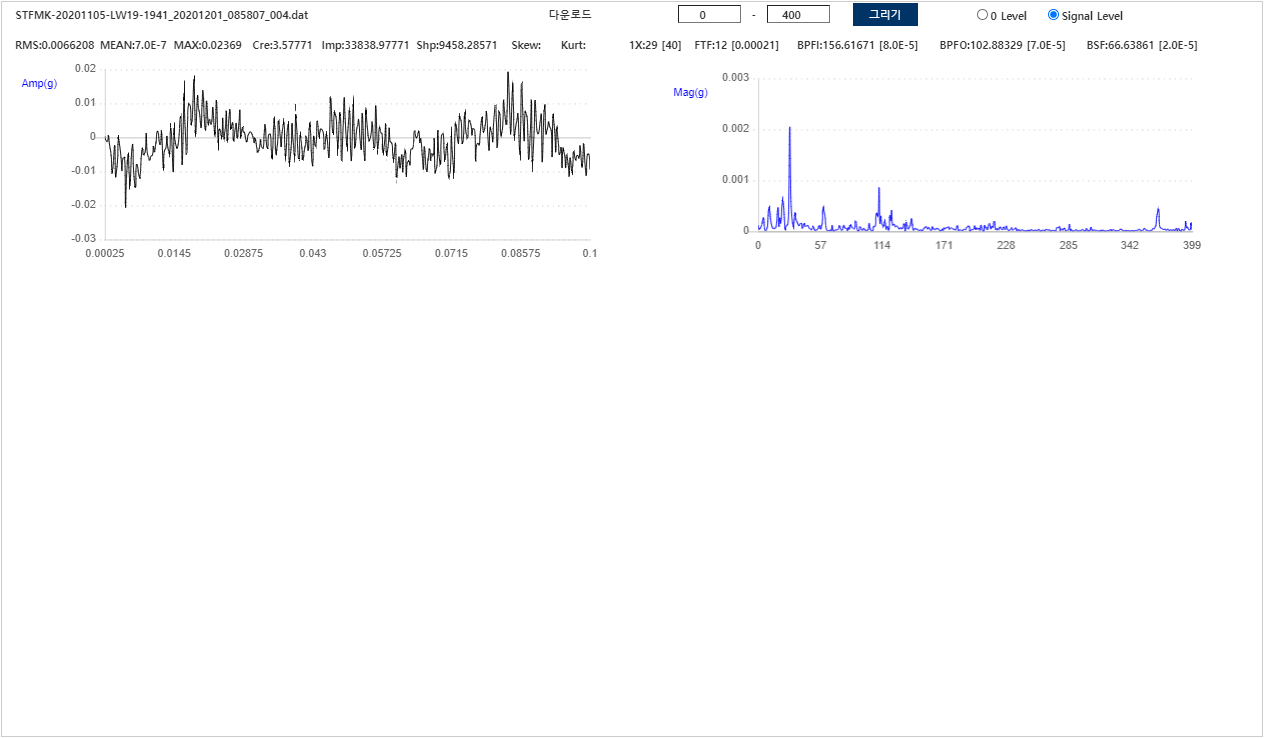 STFMK-20201105-LW19-1941_20201201_085807_004.dat 다운로드 0 - 400 그리기 0 Level Signal Level
RMS:0.0066208 MEAN:7.0E-7 MAX:0.02369 Cre:3.57771 Imp:33838.97771 Shp:9458.28571 Skew: Kurt: 1X:29 [40] FTF:12 [0.00021] BPFI:156.61671 [8.0E-5] BPFO:102.88329 [7.0E-5] BSF:66.63861 [2.0E-5]
Amp(g)
0.02
0.01
0
-0.01
-0.02
-0.03
0.00025 0.0145 0.02875 0.043 0.05725 0.0715 0.08575 0.1
Mag(g)
0.003
0.002
0.001
0
0 57 114 171 228 285 342 399